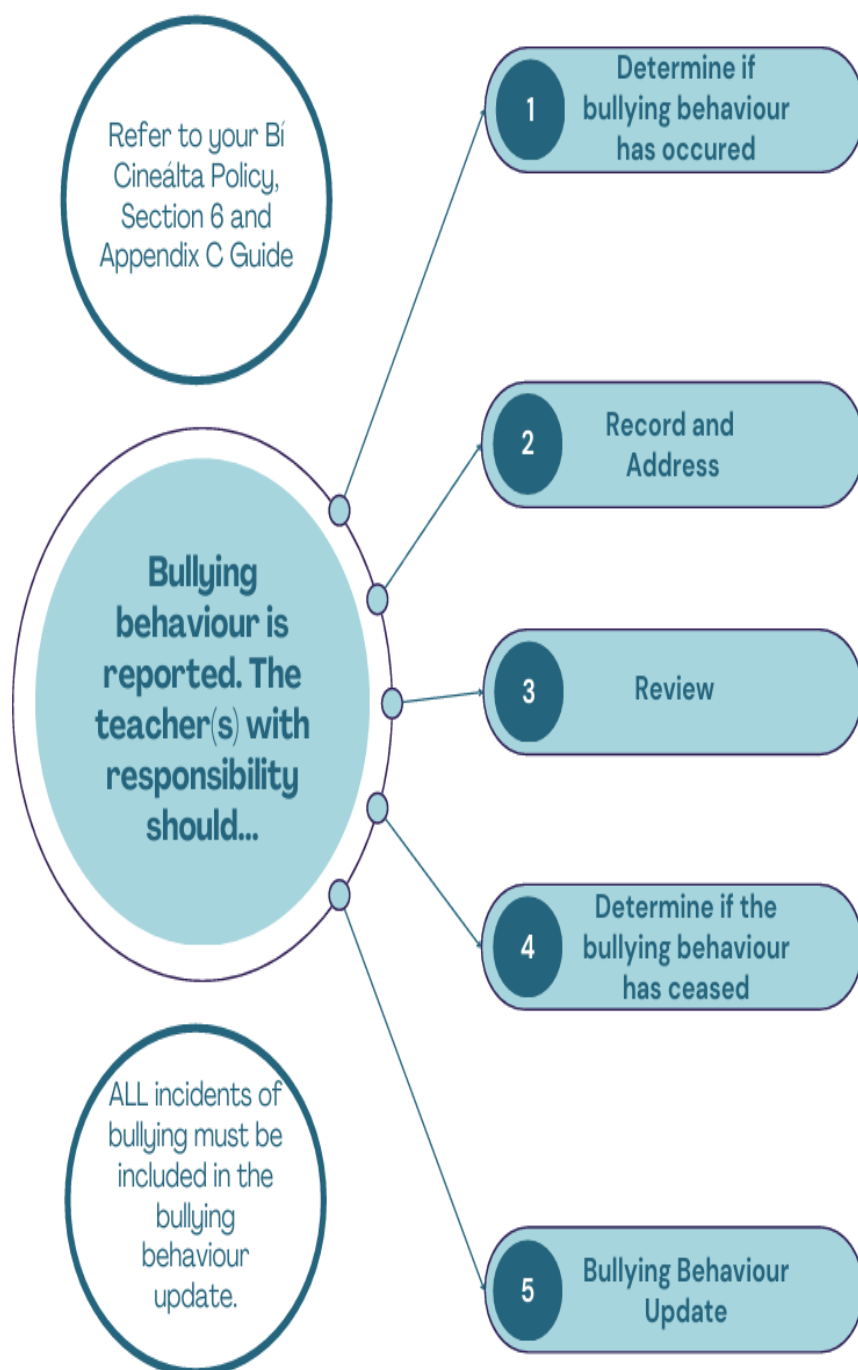 Refer to your Bí
Cineálta Policy,
Section 6 and
Appendix C Guide
Bullying
behaviour is
reported. The
teacher(s) with
responsibility
should...
ALL incidents of
bullying must be
included in the
bullying
behaviour
update.
1
Determine if
bullying behaviour
has occured
2
Record and
Address
3
Review
4
Determine if the
bullying behaviour
has ceased
5
Bullying Behaviour
Update